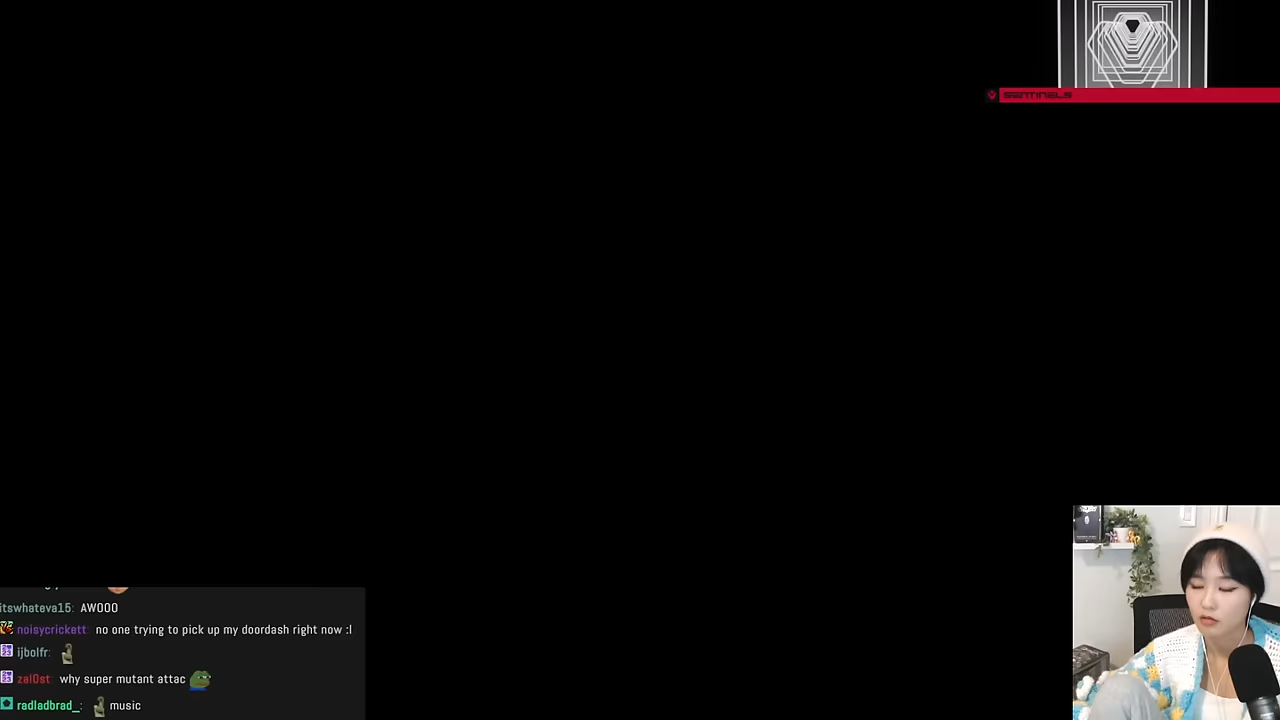 SENTINELS
itswhateva15: AWOOO
noisycrickett: no one trying to pick up my doordash right now :l
ijbolfr:
zal0st: why super mutant attac
radladbrad_: music